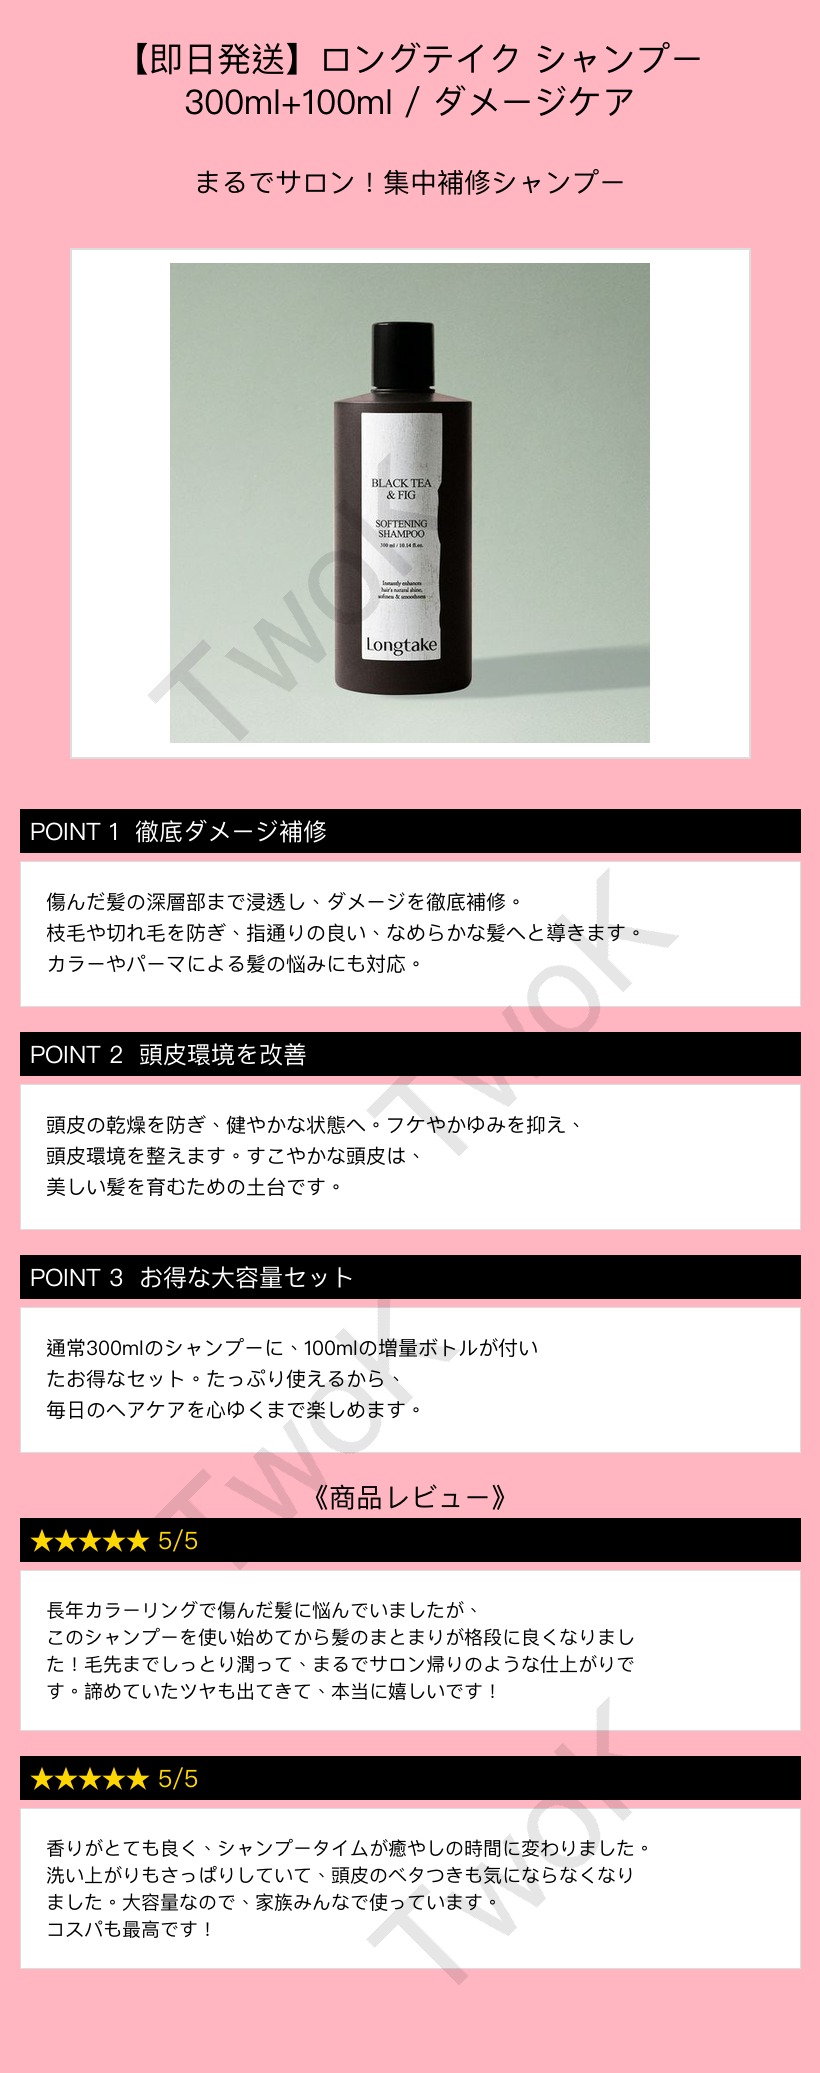 【即日発送】ロングテイク シャンプー
300ml+100ml / ダメージケア
まるでサロン！集中補修シャンプー
BLACK TEA
& FIG
SOFTENING
SHAMPOO
300 ml / 10.14 fl.oz.
Instantly enhances
hair's natural shine,
softness & smoothness
Longtake
TwoK
POINT 1 徹底ダメージ補修
傷んだ髪の深層部まで浸透し、ダメージを徹底補修。
枝毛や切れ毛を防ぎ、指通りの良い、なめらかな髪へと導きます。
カラーやパーマによる髪の悩みにも対応。
TwoK
POINT 2 頭皮環境を改善
頭皮の乾燥を防ぎ、健やかな状態へ。フケやかゆみを抑え、
頭皮環境を整えます。すこやかな頭皮は、
美しい髪を育むための土台です。
POINT 3 お得な大容量セット
通常300mlのシャンプーに、100mlの増量ボトルが付い
たお得なセット。たっぷり使えるから、
毎日のヘアケアを心ゆくまで楽しめます。
TwoK
《商品レビュー》
★★★★★ 5/5
長年カラーリングで傷んだ髪に悩んでいましたが、
このシャンプーを使い始めてから髪のまとまりが格段に良くなりまし
た！毛先までしっとり潤って、まるでサロン帰りのような仕上がりで
す。諦めていたツヤも出てきて、本当に嬉しいです！
★★★★★ 5/5
香りがとても良く、シャンプータイムが癒やしの時間に変わりました。
洗い上がりもさっぱりしていて、頭皮のベタつきも気にならなくなり
ました。大容量なので、家族みんなで使っています。
コスパも最高です！
TwoK